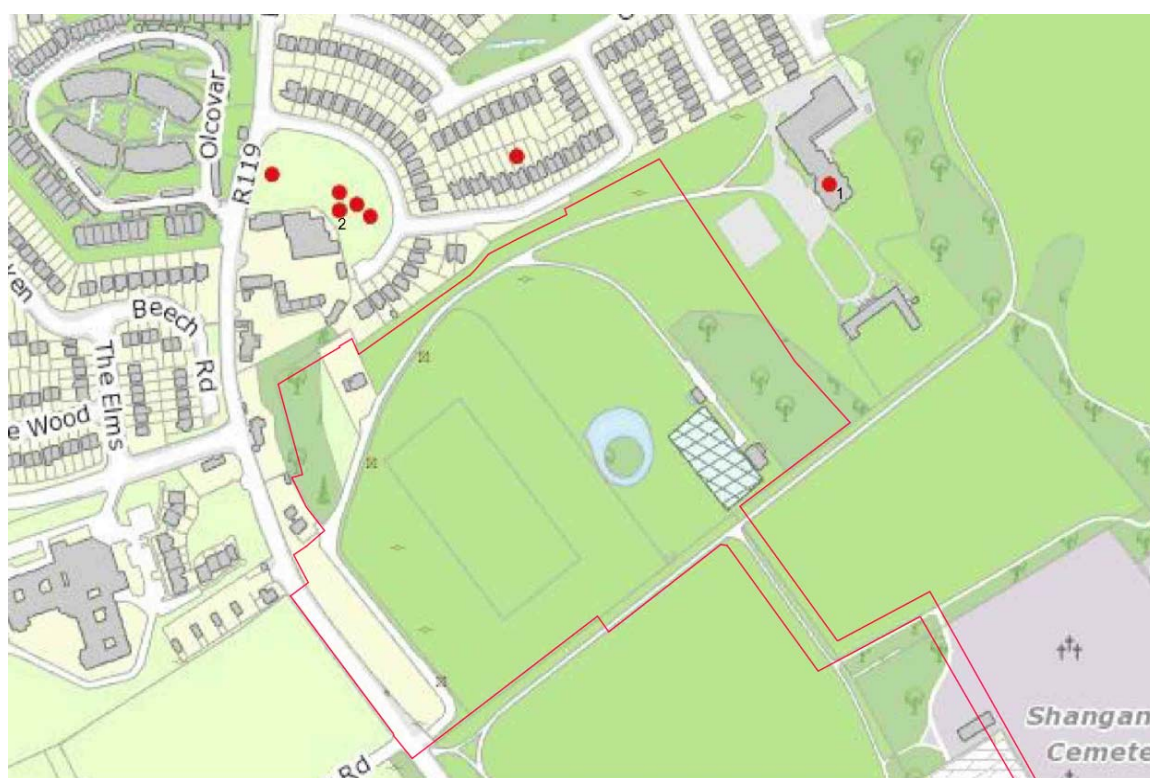 Olcovar
R119
1
2
Beech
Rd
The Elms
e Wood
Shangan
Cemete
Rd